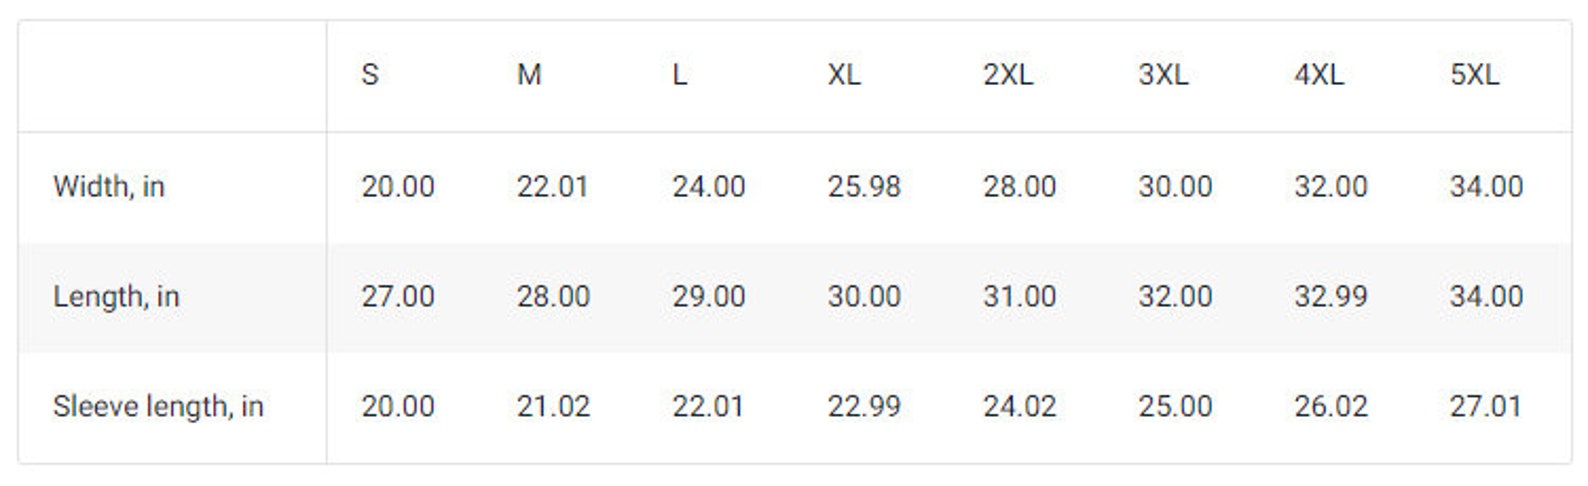 S M L XL 2XL 3XL 4XL 5XL
Width, in 20.00 22.01 24.00 25.98 28.00 30.00 32.00 34.00
Length, in 27.00 28.00 29.00 30.00 31.00 32.00 32.99 34.00
Sleeve length, in 20.00 21.02 22.01 22.99 24.02 25.00 26.02 27.01